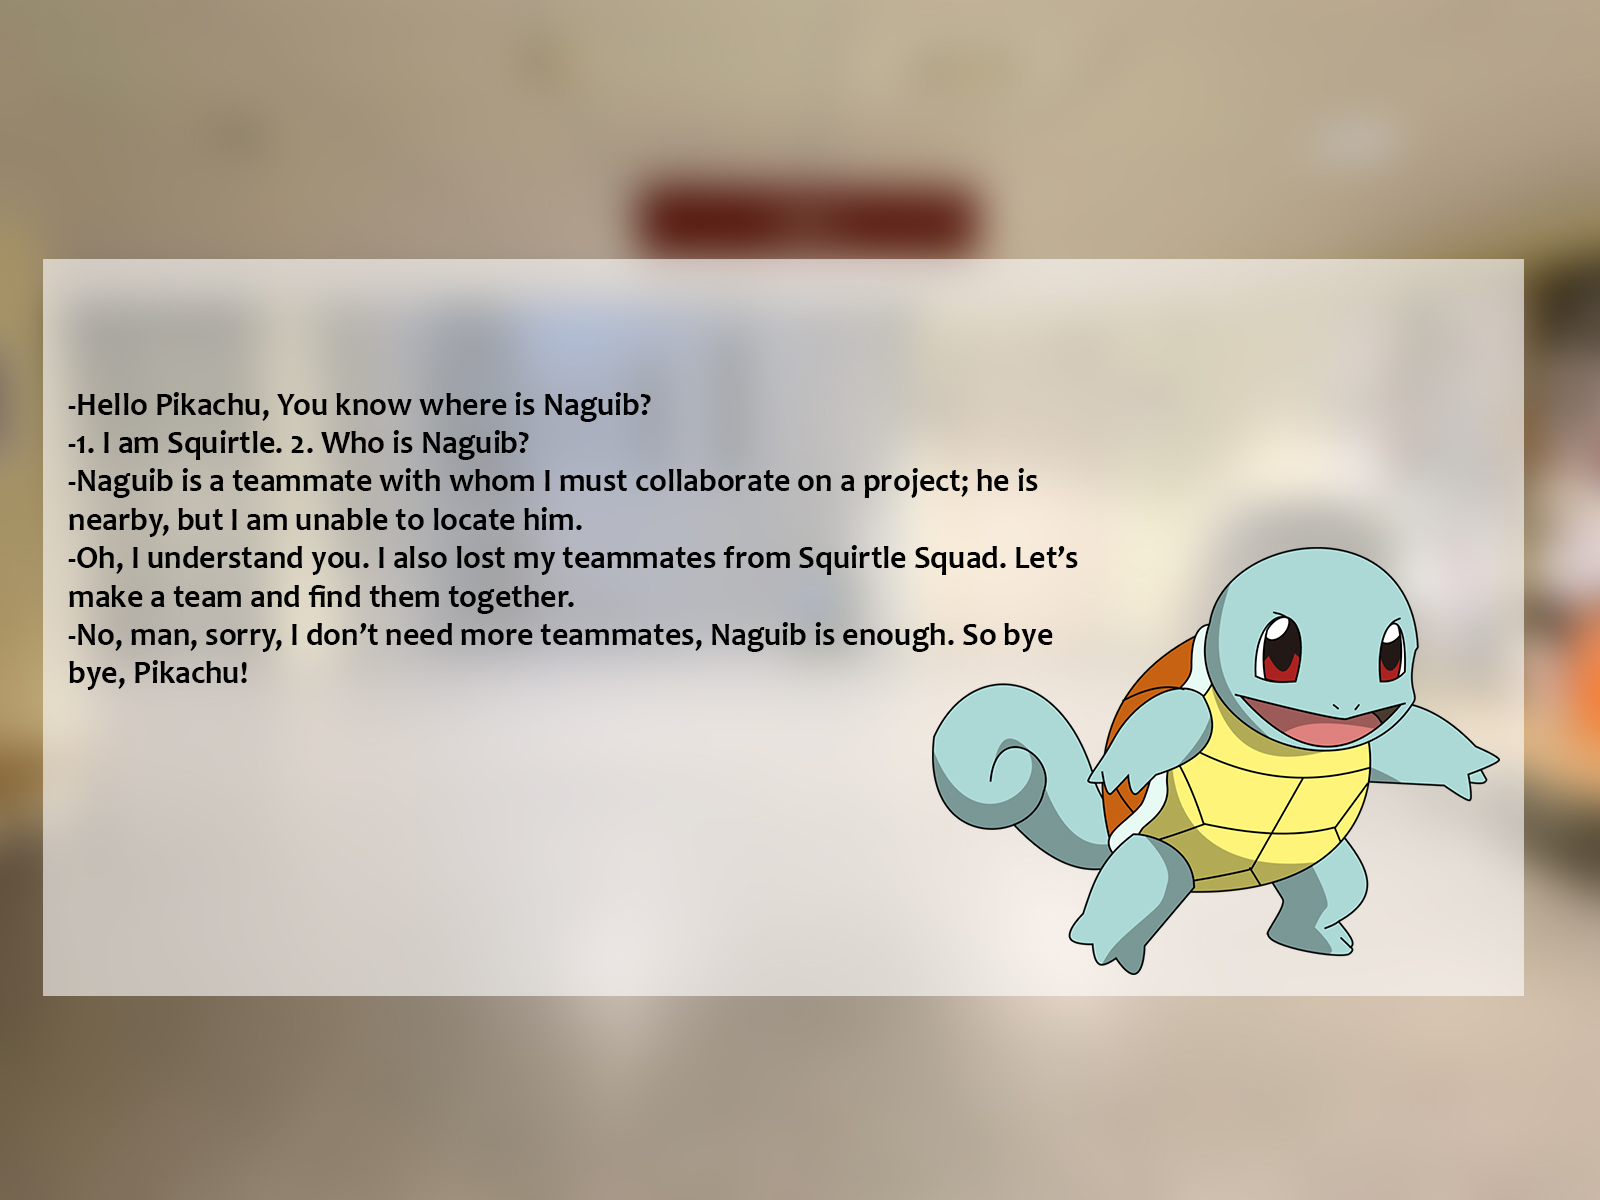 -Hello Pikachu, You know where is Naguib?
-1. I am Squirtle. 2. Who is Naguib?
-Naguib is a teammate with whom I must collaborate on a project; he is
nearby, but I am unable to locate him.
-Oh, I understand you. I also lost my teammates from Squirtle Squad. Let’s
make a team and find them together.
-No, man, sorry, I don’t need more teammates, Naguib is enough. So bye
bye, Pikachu!